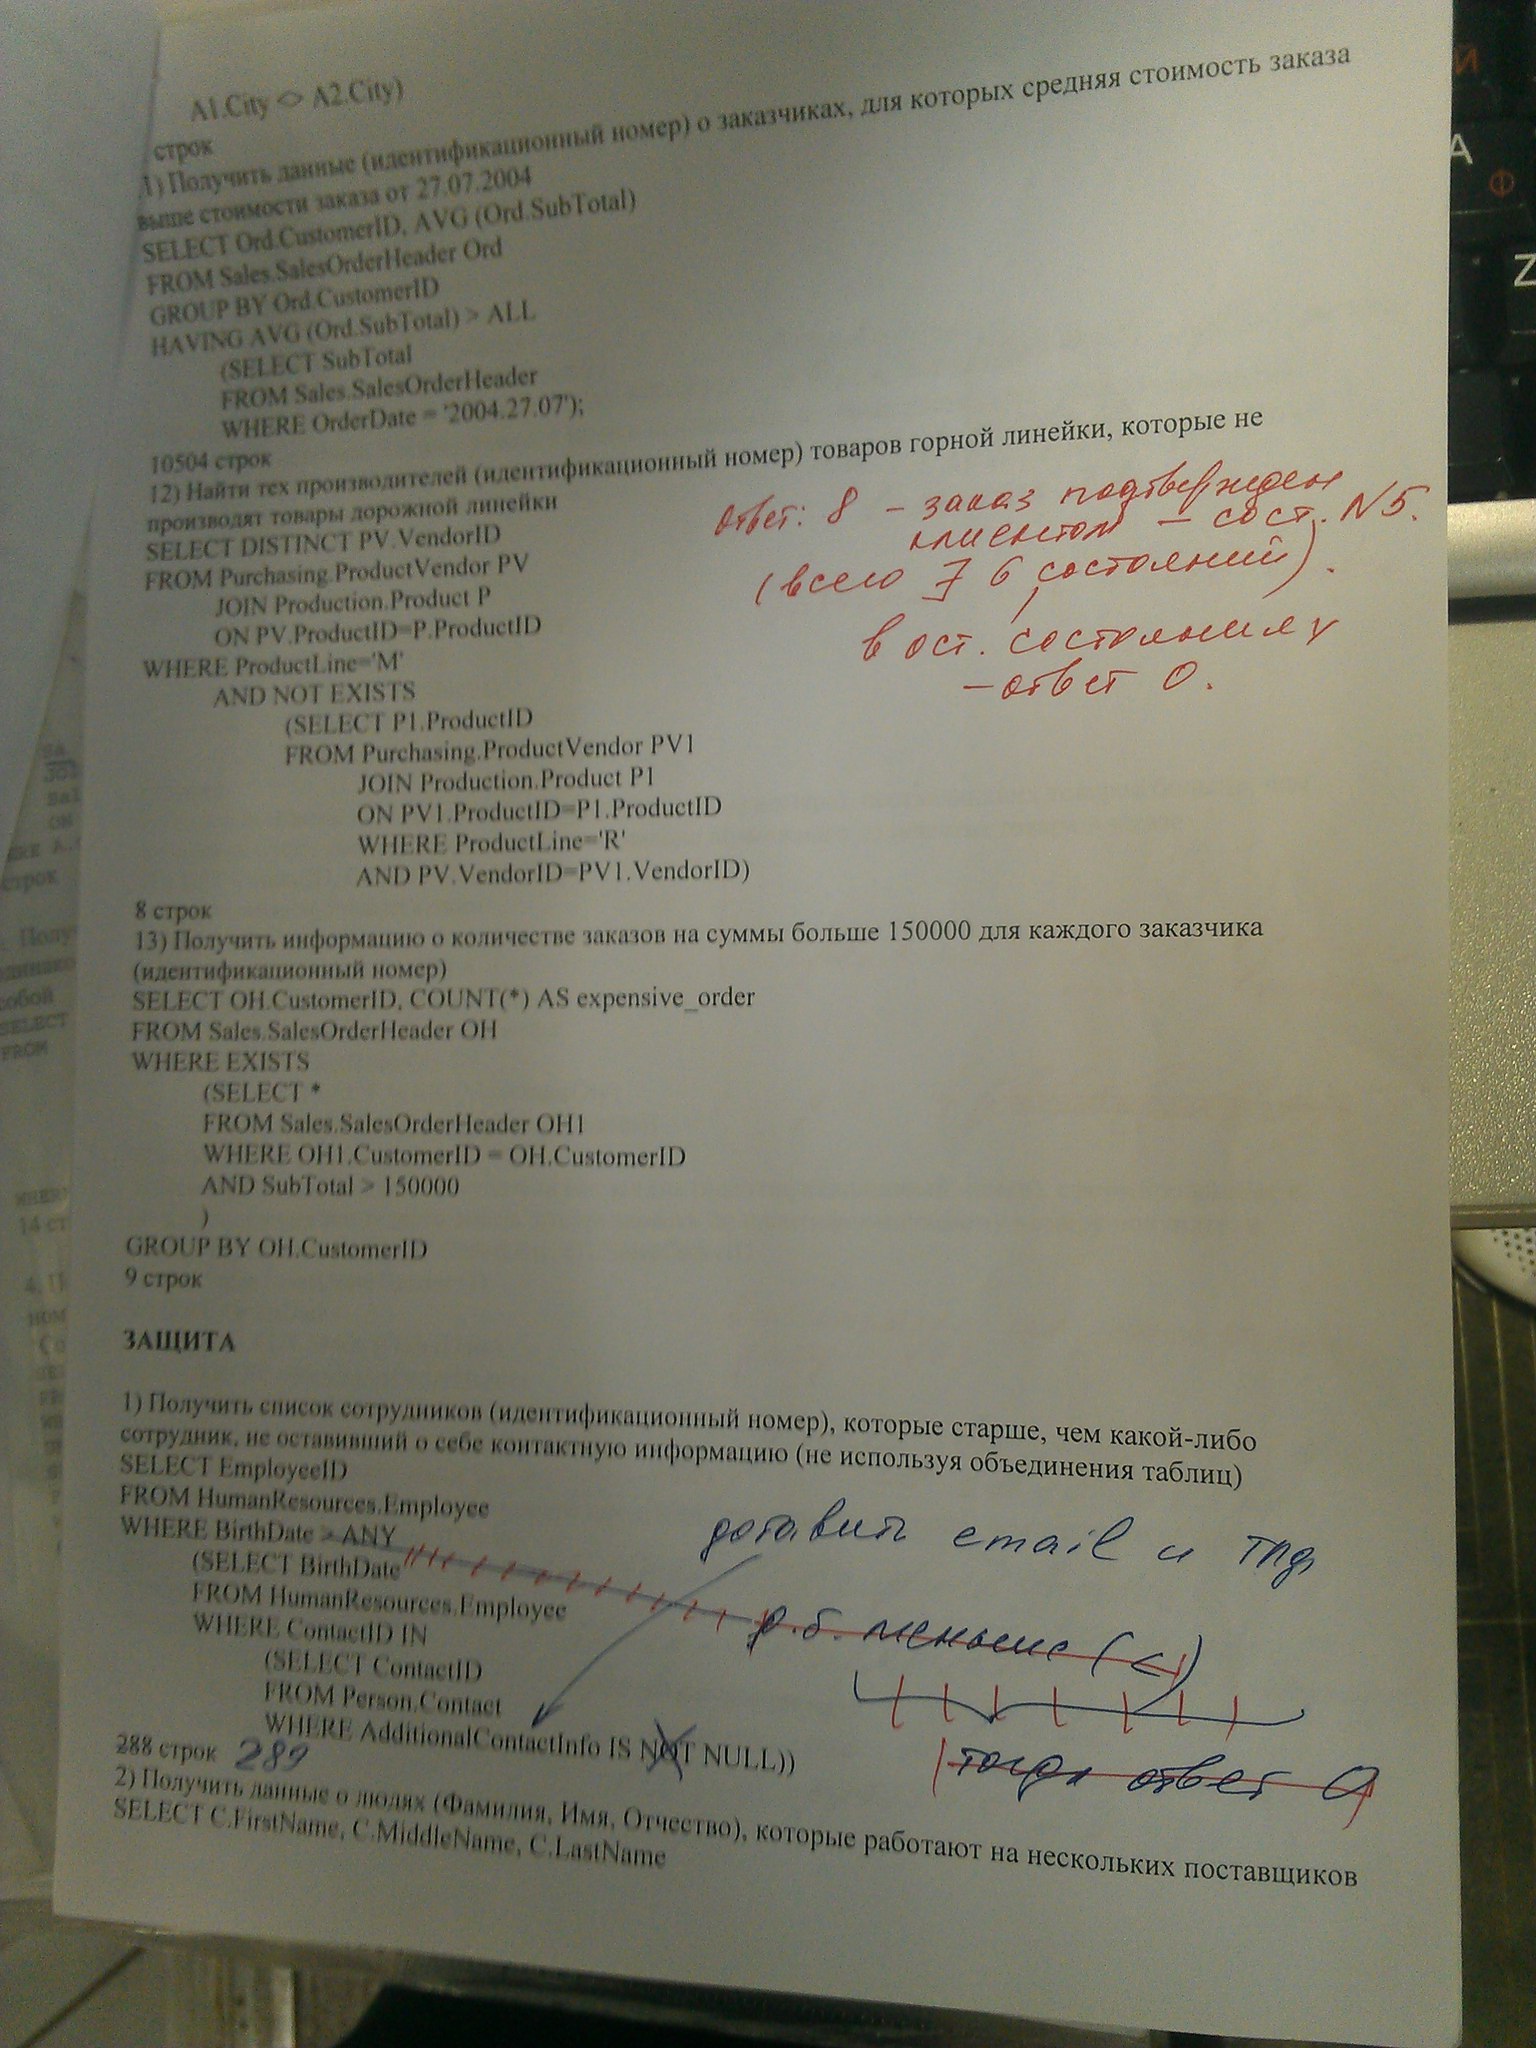 A1.City <> A2.City)
строк
1) Получить данные (идентификационный номер) о заказчиках, для которых средняя стоимость заказа
выше стоимости заказа от 27.07.2004
SELECT Ord.CustomerID, AVG (Ord.SubTotal)
FROM Sales.SalesOrderHeader Ord
GROUP BY Ord.CustomerID
HAVING AVG (Ord.SubTotal) > ALL
(SELECT SubTotal
FROM Sales.SalesOrderHeader
WHERE OrderDate = '2004.27.07');
10504 строк
12) Найти тех производителей (идентификационный номер) товаров горной линейки, которые не
производят товары дорожной линейки
SELECT DISTINCT PV.VendorID
FROM Purchasing.ProductVendor PV
JOIN Production.Product P
ON PV.ProductID=P.ProductID
WHERE ProductLine='M'
AND NOT EXISTS
(SELECT P1.ProductID
FROM Purchasing.ProductVendor PV1
JOIN Production.Product P1
ON PV1.ProductID=P1.ProductID
WHERE ProductLine='R'
AND PV.VendorID=PV1.VendorID)
Ответ: 8 – заказ подтвержден
клиентом – сост. №5.
(всего ∃ 6 состояний).
в ост. состояниях
– ответ 0.
8 строк
13) Получить информацию о количестве заказов на суммы больше 150000 для каждого заказчика
(идентификационный номер)
SELECT OH.CustomerID, COUNT(*) AS expensive_order
FROM Sales.SalesOrderHeader OH
WHERE EXISTS
(SELECT *
FROM Sales.SalesOrderHeader OH1
WHERE OH1.CustomerID = OH.CustomerID
AND SubTotal > 150000
)
GROUP BY OH.CustomerID
9 строк
ЗАЩИТА
1) Получить список сотрудников (идентификационный номер), которые старше, чем какой-либо
сотрудник, не оставивший о себе контактную информацию (не используя объединения таблиц)
SELECT EmployeeID
FROM HumanResources.Employee
WHERE BirthDate > ANY
(SELECT BirthDate
FROM HumanResources.Employee
WHERE ContactID IN
(SELECT ContactID
FROM Person.Contact
WHERE AdditionalContactInfo IS NOT NULL))
добавить email и тлф
д.б. меньше (<)
тогда ответ 0
288 строк 289
2) Получить данные о людях (Фамилия, Имя, Отчество), которые работают на нескольких поставщиков
SELECT C.FirstName, C.MiddleName, C.LastName